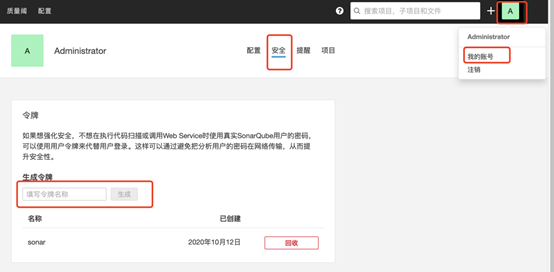 质量阈 配置
搜索项目、子项目和文件
A
Administrator
我的账号
注销
A
Administrator
配置 安全 提醒 项目
令牌
如果想强化安全，不想在执行代码扫描或调用Web Service时使用真实SonarQube用户的密码，
可以使用用户令牌来代替用户登录。这样可以通过避免把分析用户的密码在网络传输，从而提
升安全性。
生成令牌
填写令牌名称 生成
名称 已创建
sonar 2020年10月12日 回收